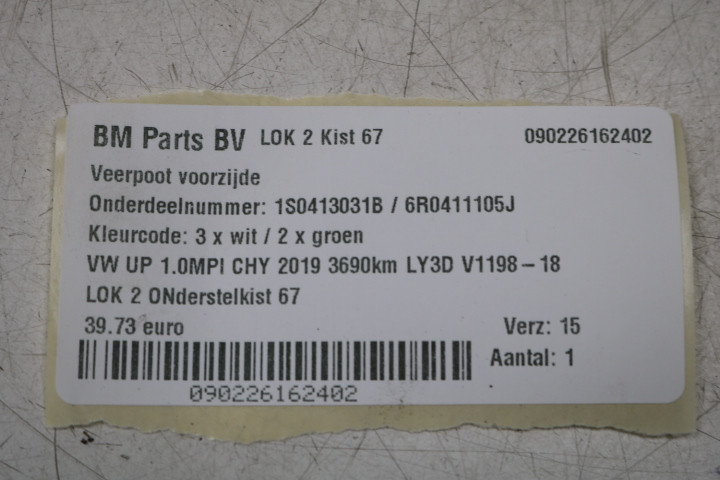 BM Parts BV LOK 2 Kist 67 090226162402
Veerpoot voorzijde
Onderdeelnummer: 1S0413031B / 6R0411105J
Kleurcode: 3 x wit / 2 x groen
VW UP 1.0MPI CHY 2019 3690km LY3D V1198-18
LOK 2 ONderstelkist 67
39.73 euro Verz: 15
Aantal: 1
090226162402